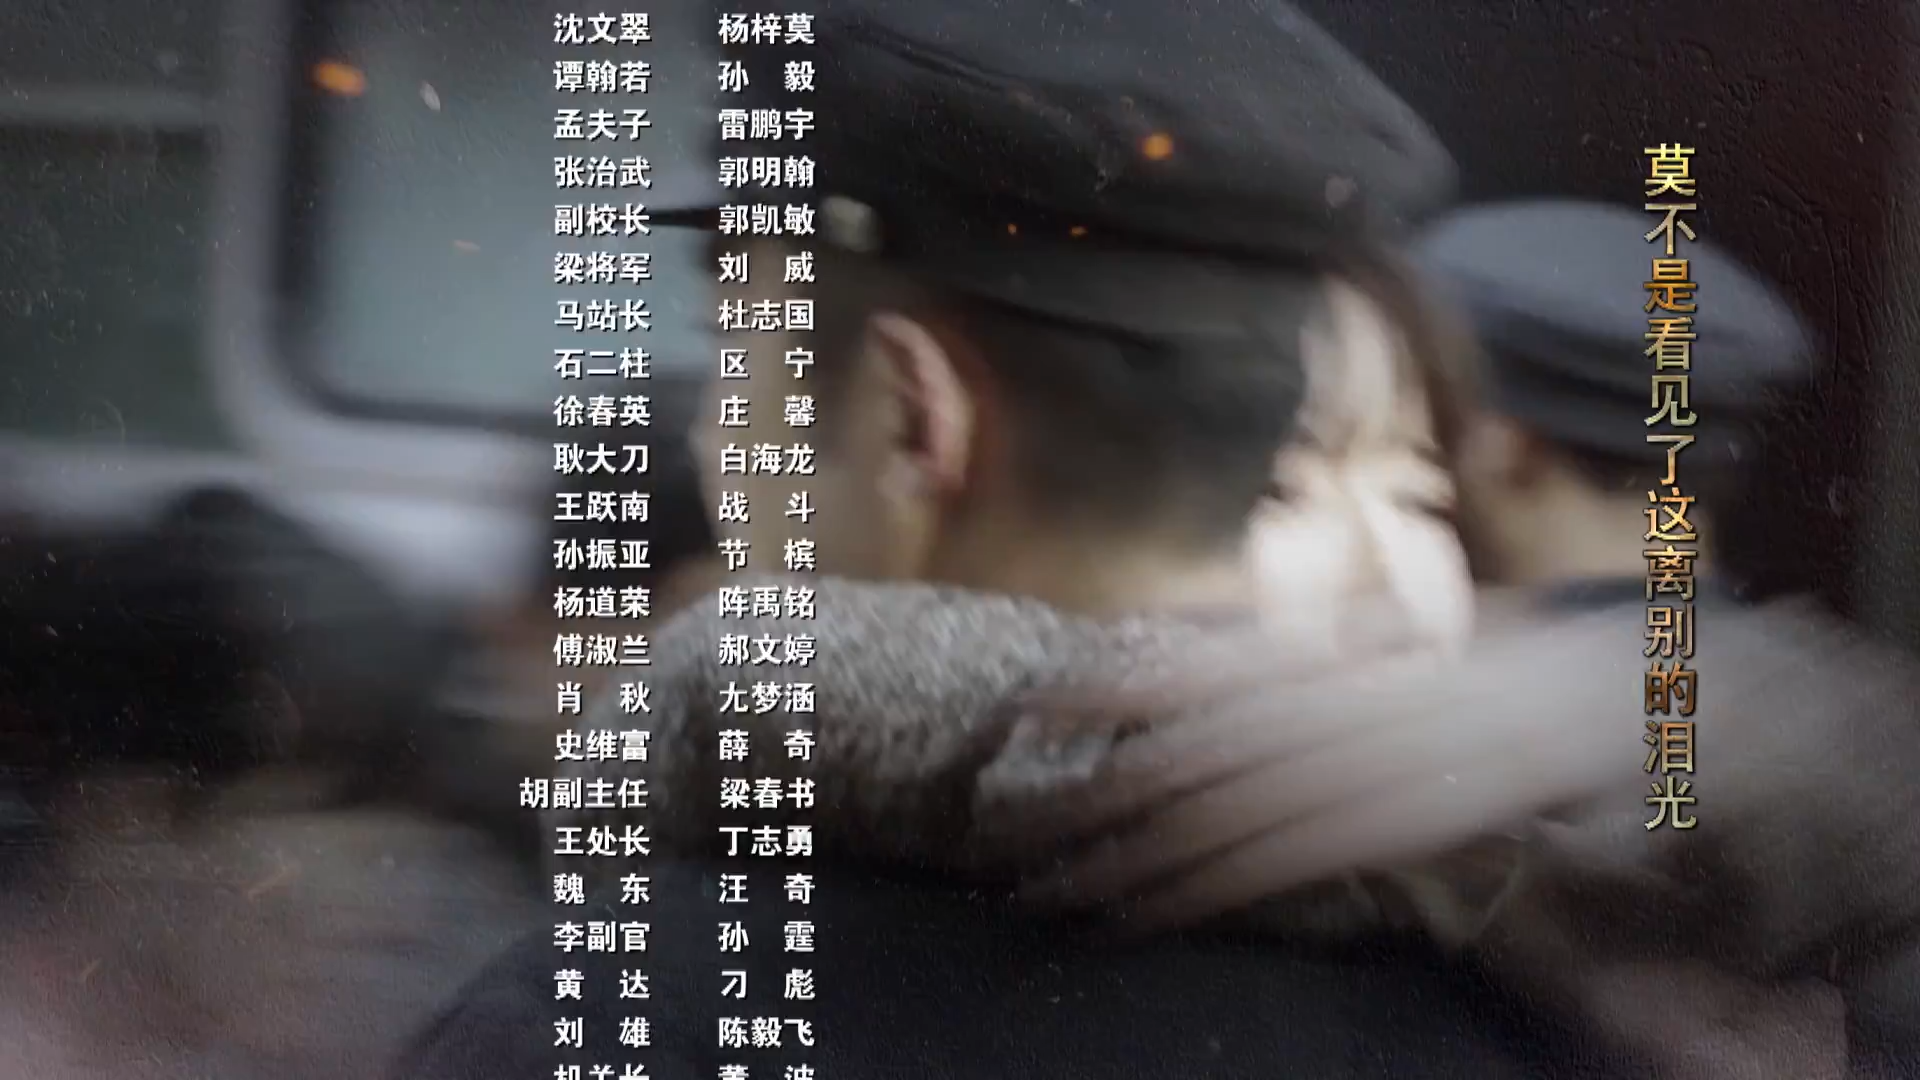 沈文翠 杨梓莫
谭翰若 孙 毅
孟夫子 雷鹏宇
张治武 郭明翰
副校长 郭凯敏
梁将军 刘 威
马站长 杜志国
石二柱 区 宁
徐春英 庄 馨
耿大刀 白海龙
王跃南 战 斗
孙振亚 节 槟
杨道荣 阵禹铭
傅淑兰 郝文婷
肖 秋 尢梦涵
史维富 薛 奇
胡副主任 梁春书
王处长 丁志勇
魏 东 汪 奇
李副官 孙 霆
黄 达 刁 彪
刘 雄 陈毅飞
莫不是看见了这离别的泪光